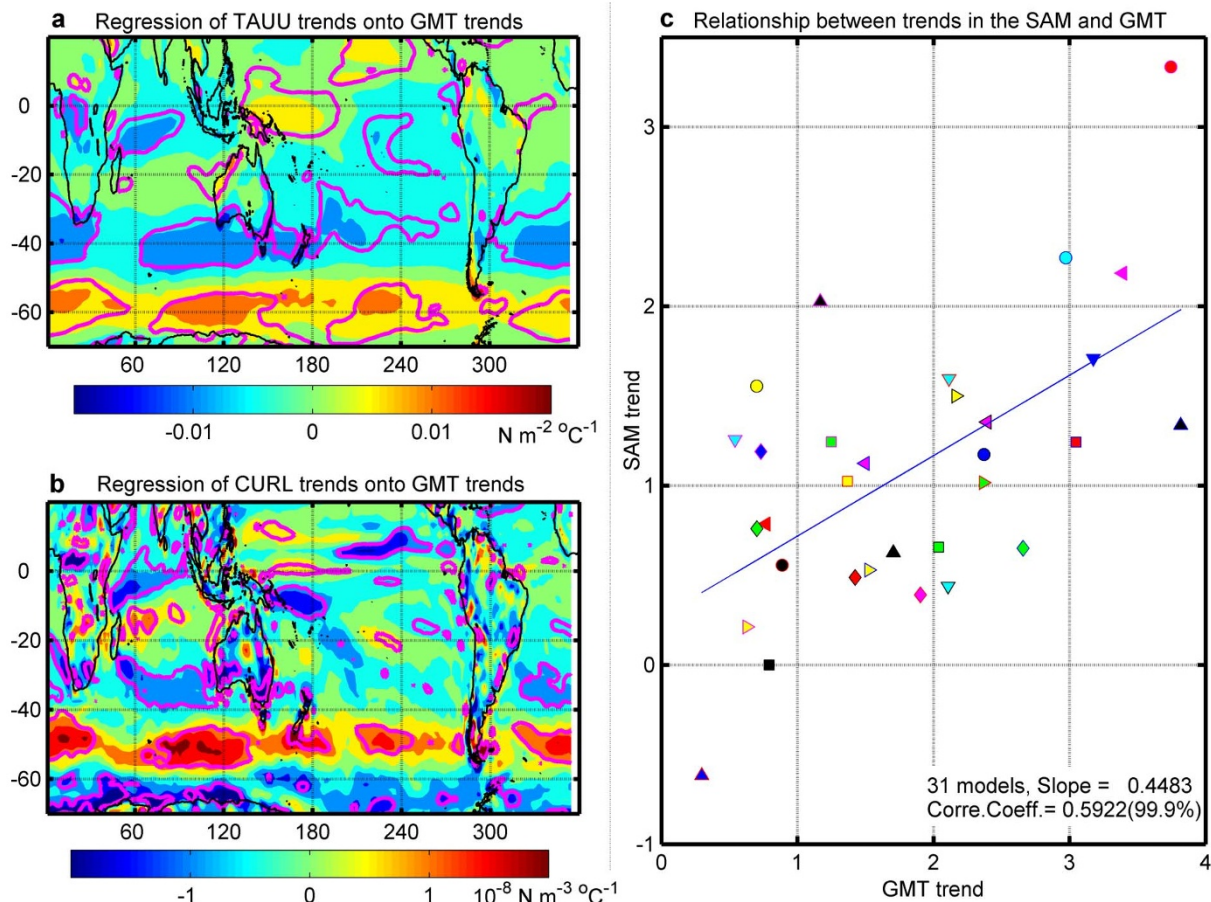 a Regression of TAUU trends onto GMT trends
0
-20
-40
-60
60 120 180 240 300
-0.01 0 0.01 N m⁻² °C⁻¹
b Regression of CURL trends onto GMT trends
0
-20
-40
-60
60 120 180 240 300
-1 0 1 10⁻⁸ N m⁻³ °C⁻¹
c Relationship between trends in the SAM and GMT
SAM trend
3
2
1
0
-1
31 models, Slope = 0.4483
Corre.Coeff.= 0.5922(99.9%)
0 1 2 3 4
GMT trend